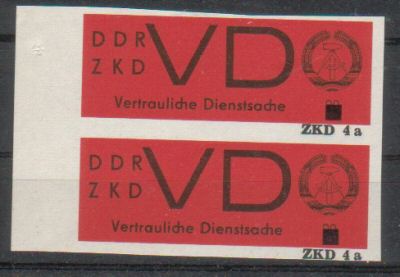 DDR VD
ZKD
Vertrauliche Dienstsache
ZKD 4a
DDR VD
ZKD
Vertrauliche Dienstsache
ZKD 4a